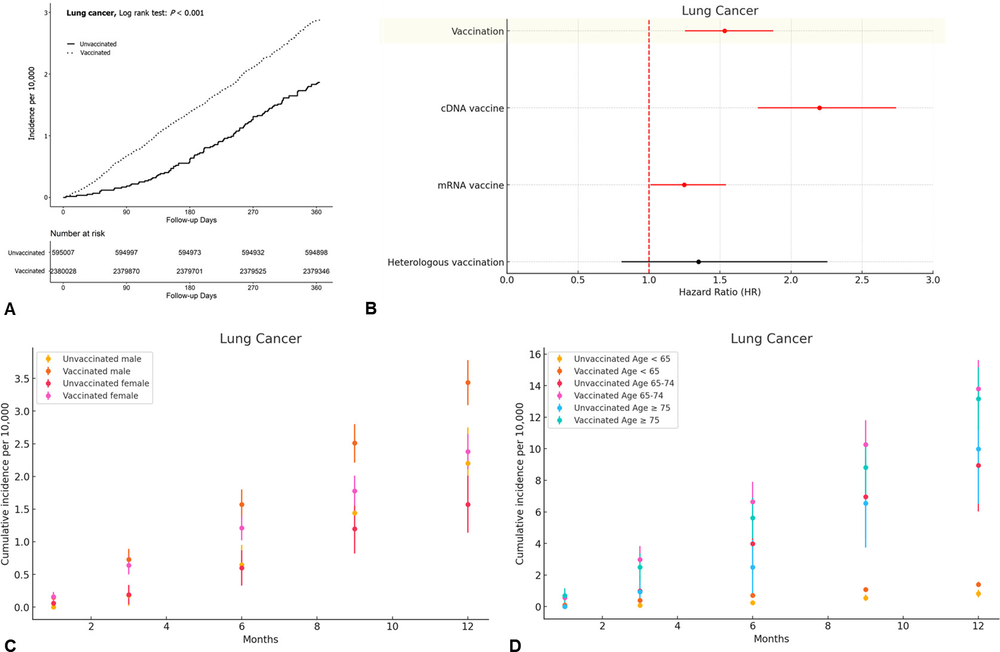 Lung cancer, Log rank test: P < 0.001
Unvaccinated
Vaccinated
Incidence per 10,000
3
2
1
0
0 90 180 270 360
Follow-up Days
Number at risk
Unvaccinated 595007 594997 594973 594932 594898
Vaccinated 2380028 2379870 2379701 2379525 2379346
0 90 180 270 360
Follow-up Days
A
Lung Cancer
Vaccination
cDNA vaccine
mRNA vaccine
Heterologous vaccination
0.0 0.5 1.0 1.5 2.0 2.5 3.0
Hazard Ratio (HR)
B
Lung Cancer
Unvaccinated male
Vaccinated male
Unvaccinated female
Vaccinated female
Cumulative incidence per 10,000
3.5
3.0
2.5
2.0
1.5
1.0
0.5
0.0
2 4 6 8 10 12
Months
C
Lung Cancer
Unvaccinated Age < 65
Vaccinated Age < 65
Unvaccinated Age 65-74
Vaccinated Age 65-74
Unvaccinated Age ≥ 75
Vaccinated Age ≥ 75
Cumulative incidence per 10,000
16
14
12
10
8
6
4
2
0
2 4 6 8 10 12
Months
D